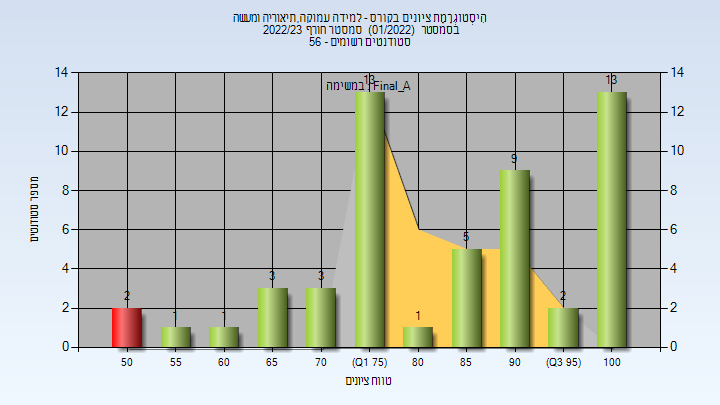 היסטוגרמת ציונים בקורס - למידה עמוקה,תיאוריה ומעשה
בסמסטר (01/2022) סמסטר חורף 2022/23
סטודנטים רשומים - 56
במשימה : Final_A
14 14
12 12
10 10
8 8
6 6
4 4
2 2
0 0
2 1 1 3 3 13 1 5 9 2 13
50 55 60 65 70 (Q1 75) 80 85 90 (Q3 95) 100
מספר סטודנטים
טווח ציונים